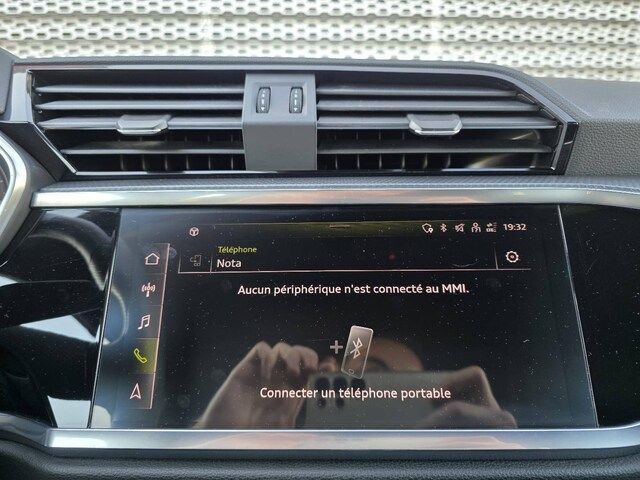 19:32
Téléphone
Nota
Aucun périphérique n'est connecté au MMI.
Connecter un téléphone portable